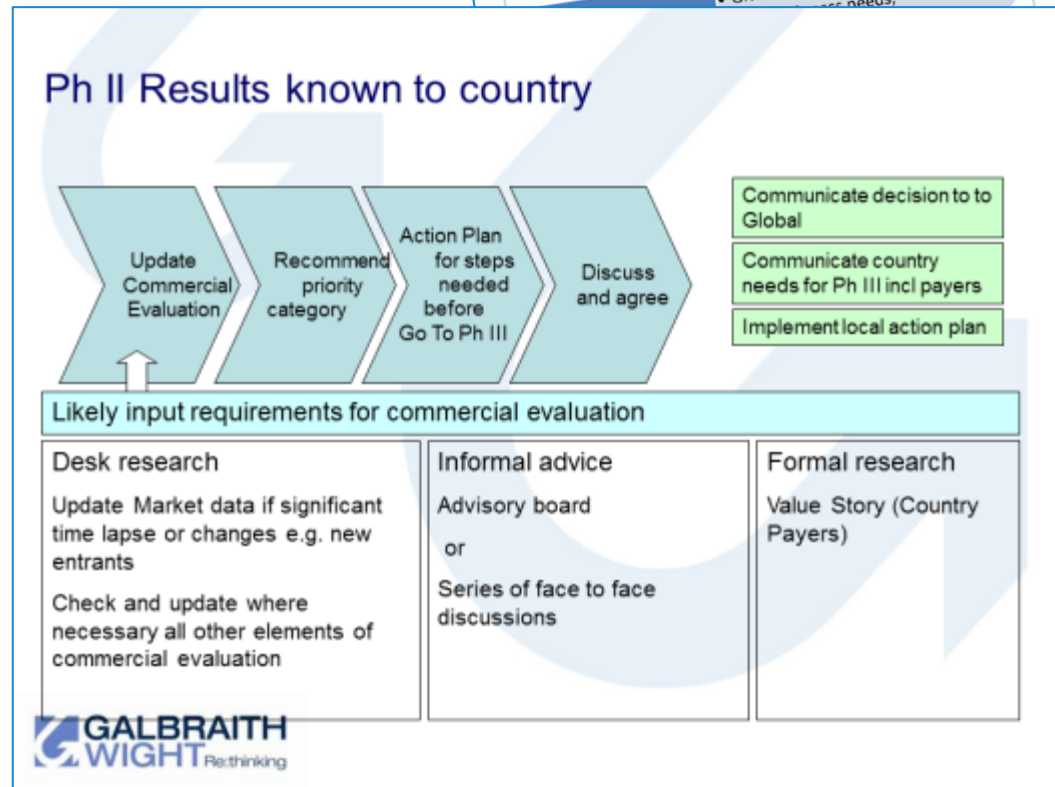 needs,
Ph II Results known to country
Update
Commercial
Evaluation
Recommend
priority
category
Action Plan
for steps
needed
before
Go To Ph III
Discuss
and agree
Communicate decision to to
Global
Communicate country
needs for Ph III incl payers
Implement local action plan
Likely input requirements for commercial evaluation
Desk research
Update Market data if significant
time lapse or changes e.g. new
entrants
Check and update where
necessary all other elements of
commercial evaluation
Informal advice
Advisory board
or
Series of face to face
discussions
Formal research
Value Story (Country
Payers)
GALBRAITH
WIGHT Re:thinking